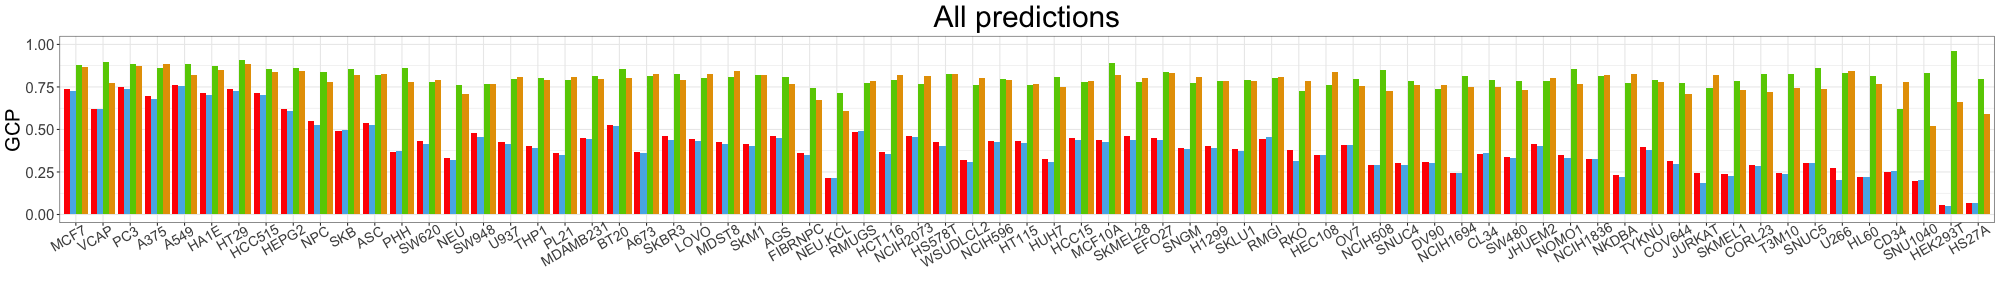 All predictions
GCP
1.00
0.75
0.50
0.25
0.00
MCF7
VCAP
PC3
A375
A549
HA1E
HT29
HCC515
HEPG2
NPC
SKB
ASC
PHH
SW620
NEU
SW948
U937
THP1
PL21
MDAMB231
BT20
A673
SKBR3
LOVO
MDST8
SKM1
AGS
FIBRNPC
NEU.KCL
RMUGS
HCT116
NCIH2073
HS578T
WSUDLCL2
NCIH596
HT115
HUH7
HCC15
MCF10A
SKMEL28
EFO27
SNGM
H1299
SKLU1
RMGI
RKO
HEC108
OV7
NCIH508
SNUC4
DV90
NCIH1694
CL34
SW480
JHUEM2
NOMO1
NCIH1836
NKDBA
TYKNU
COV644
JURKAT
SKMEL1
CORL23
T3M10
SNUC5
U266
HL60
CD34
SNU1040
HEK293T
HS27A